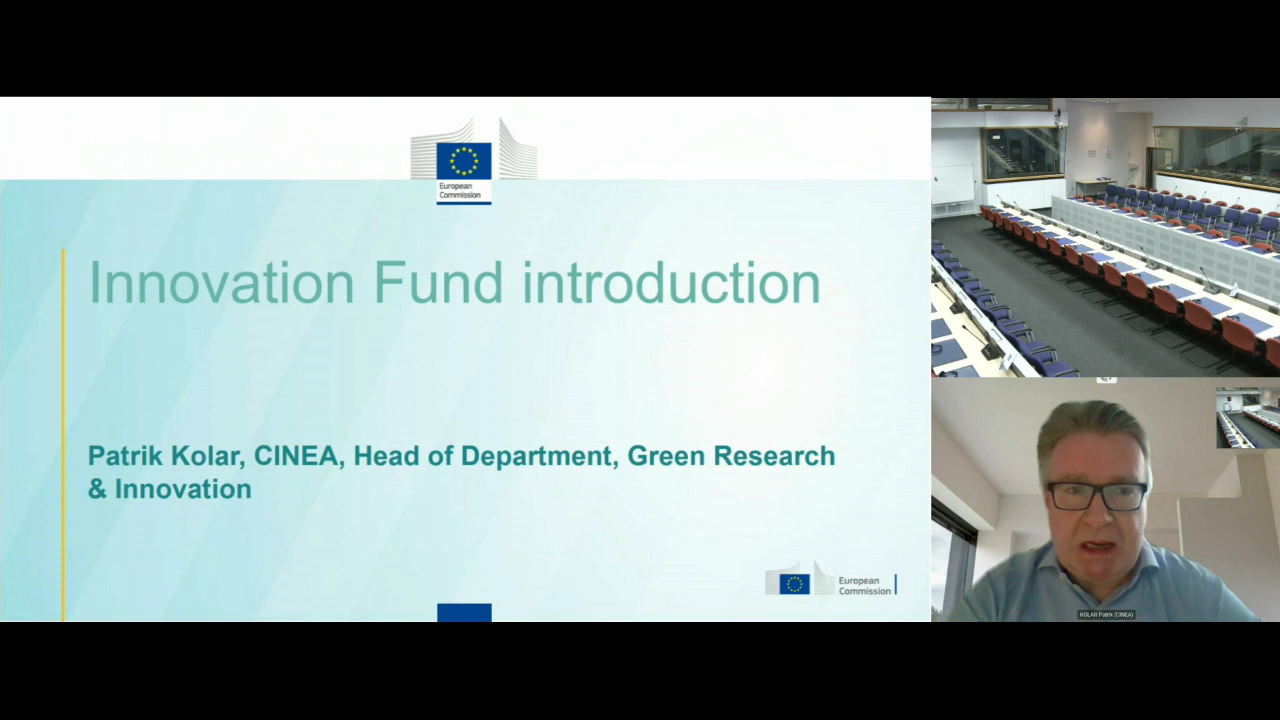 European
Commission
Innovation Fund introduction
Patrik Kolar, CINEA, Head of Department, Green Research
& Innovation
European
Commission
KOLAR Patrik (CINEA)